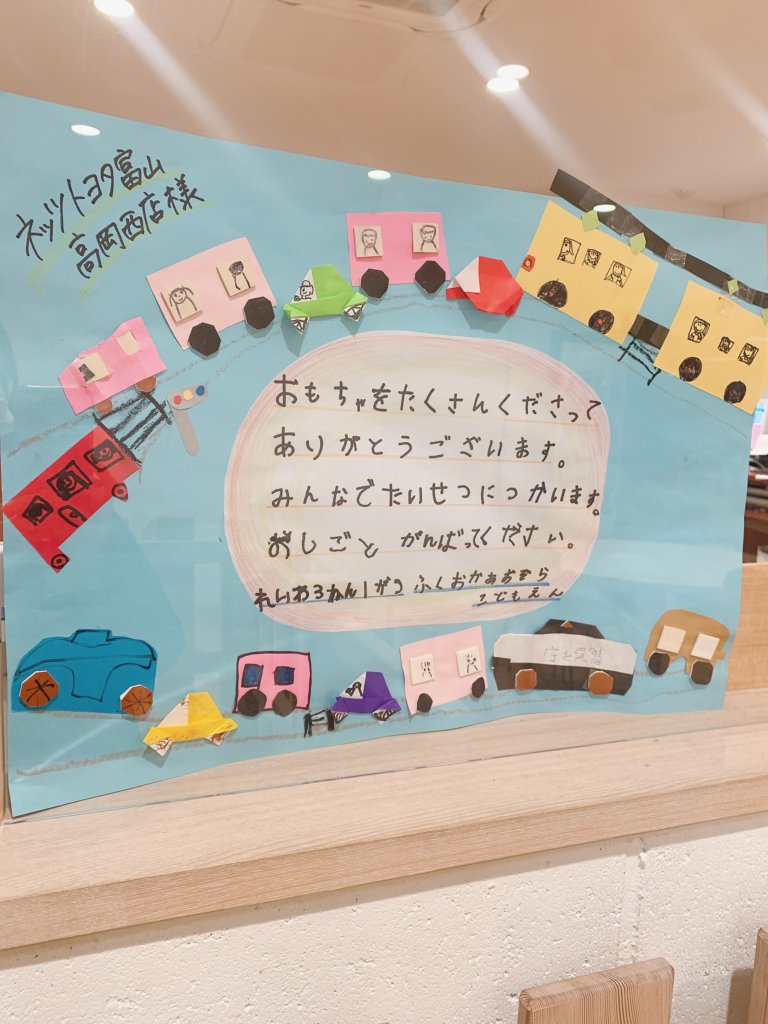 ネッツトヨタ富山
高岡西店様
おもちゃをたくさんくださって
ありがとうございます。
みんなでたいせつにつかいます。
おしごと がんばってください。
れいわ3ねん1がつ ふくおかあおぞら
こどもえん